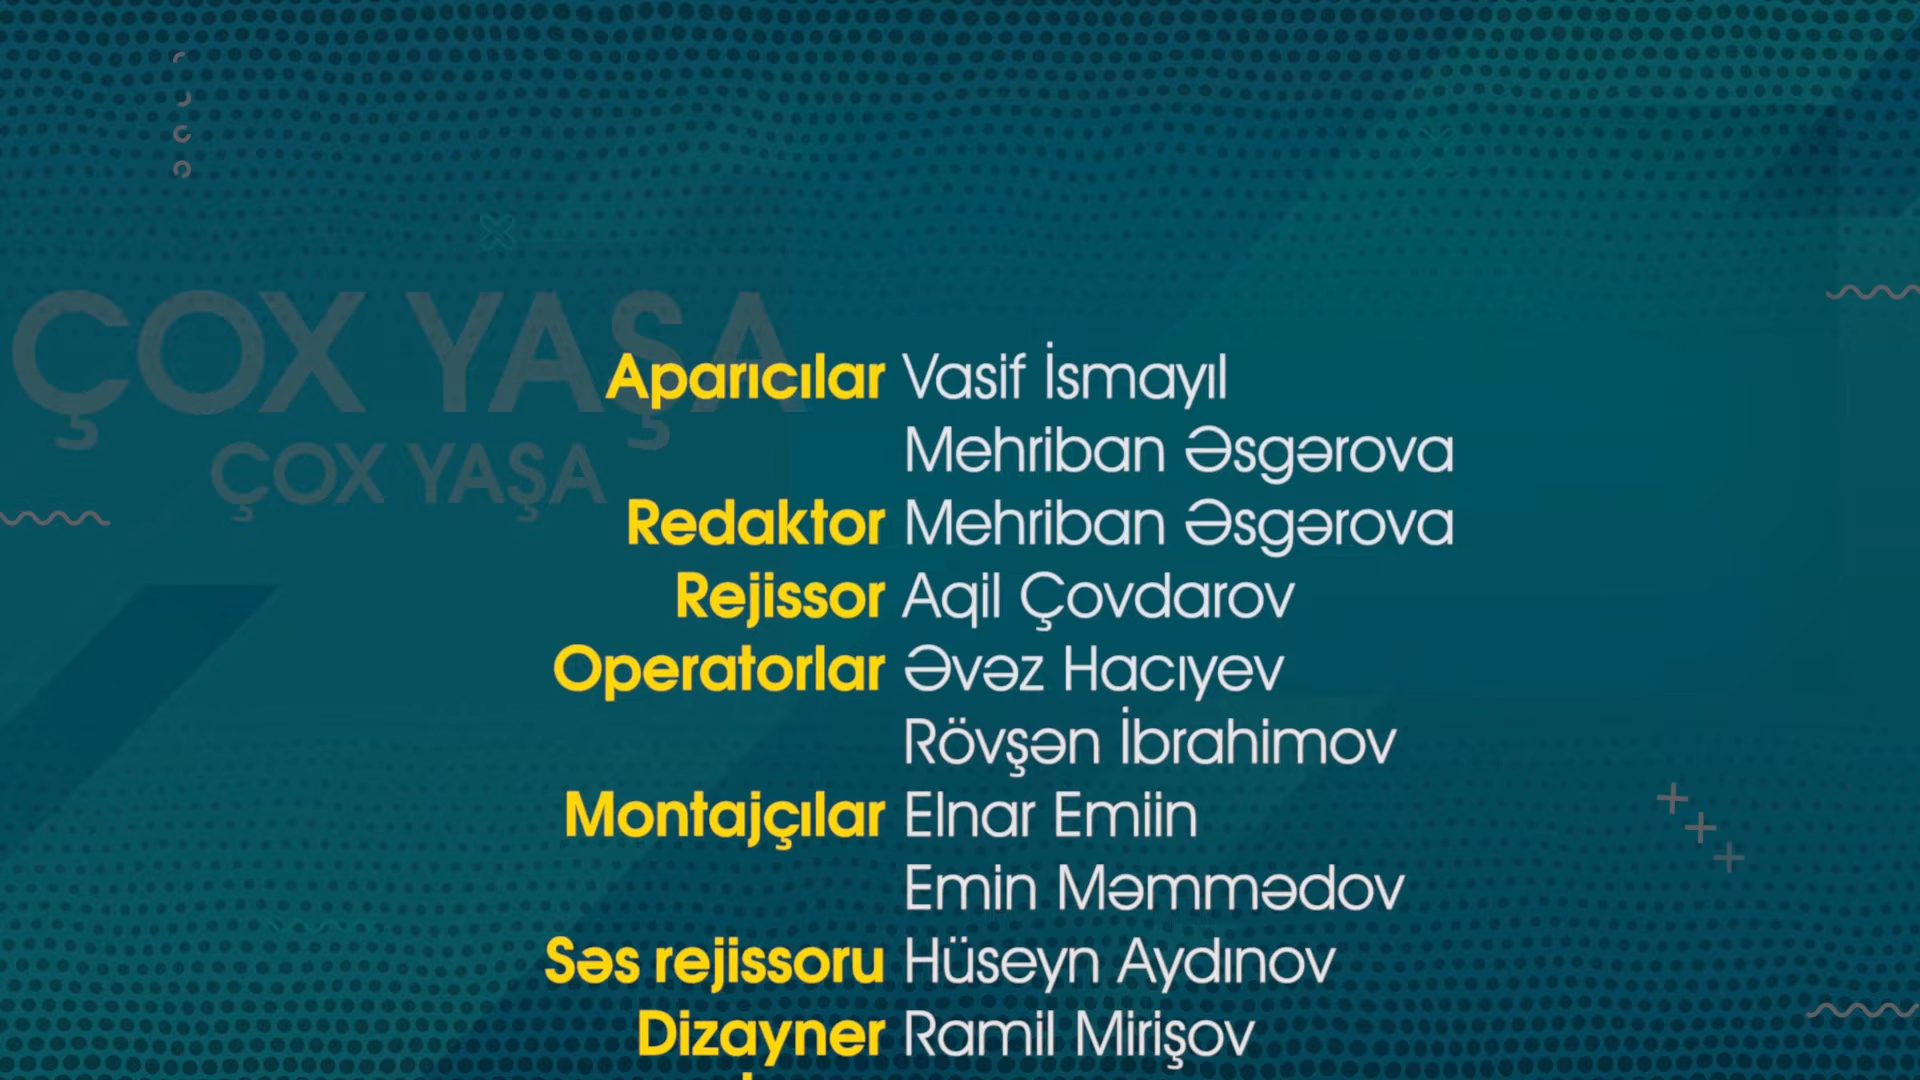 ÇOX YAŞA
ÇOX YAŞA
Aparıcılar Vasif İsmayıl
Mehriban Əsgərova
Redaktor Mehriban Əsgərova
Rejissor Aqil Çovdarov
Operatorlar Əvəz Hacıyev
Rövşən İbrahimov
Montajçılar Elnar Emiin
Emin Məmmədov
Səs rejissoru Hüseyn Aydınov
Dizayner Ramil Mirişov